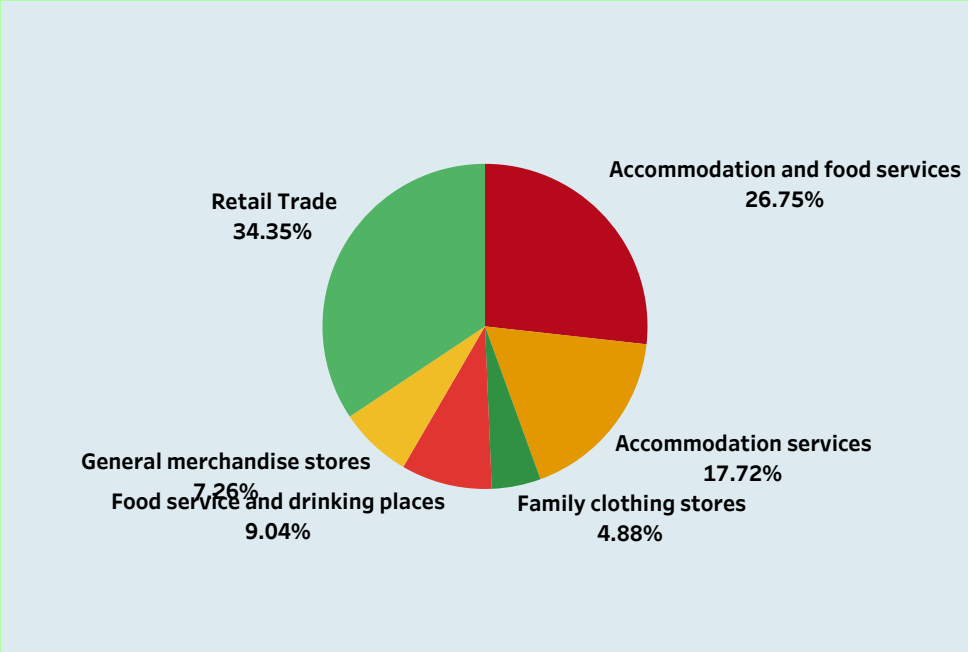 Accommodation and food services
26.75%
Retail Trade
34.35%
Accommodation services
17.72%
General merchandise stores
7.26%
Food service and drinking places
9.04%
Family clothing stores
4.88%